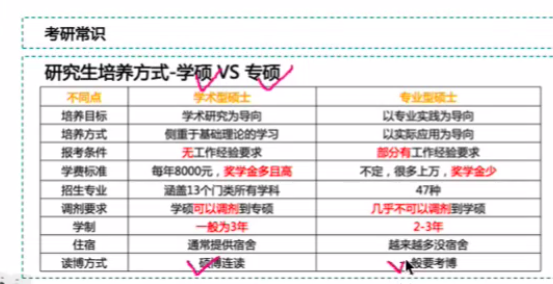 考研常识
研究生培养方式-学硕 VS 专硕
不同点 学术型硕士 专业型硕士
培养目标 学术研究为导向 以专业实践为导向
培养方式 侧重于基础理论的学习 以实际应用为导向
报考条件 无工作经验要求 部分有工作经验要求
学费标准 每年8000元，奖学金多且高 不定，很多上万，奖学金少
招生专业 涵盖13个门类所有学科 47种
调剂要求 学硕可以调剂到专硕 几乎不可以调剂到学硕
学制 一般为3年 2-3年
住宿 通常提供宿舍 越来越多没宿舍
读博方式 硕博连读 一般要考博